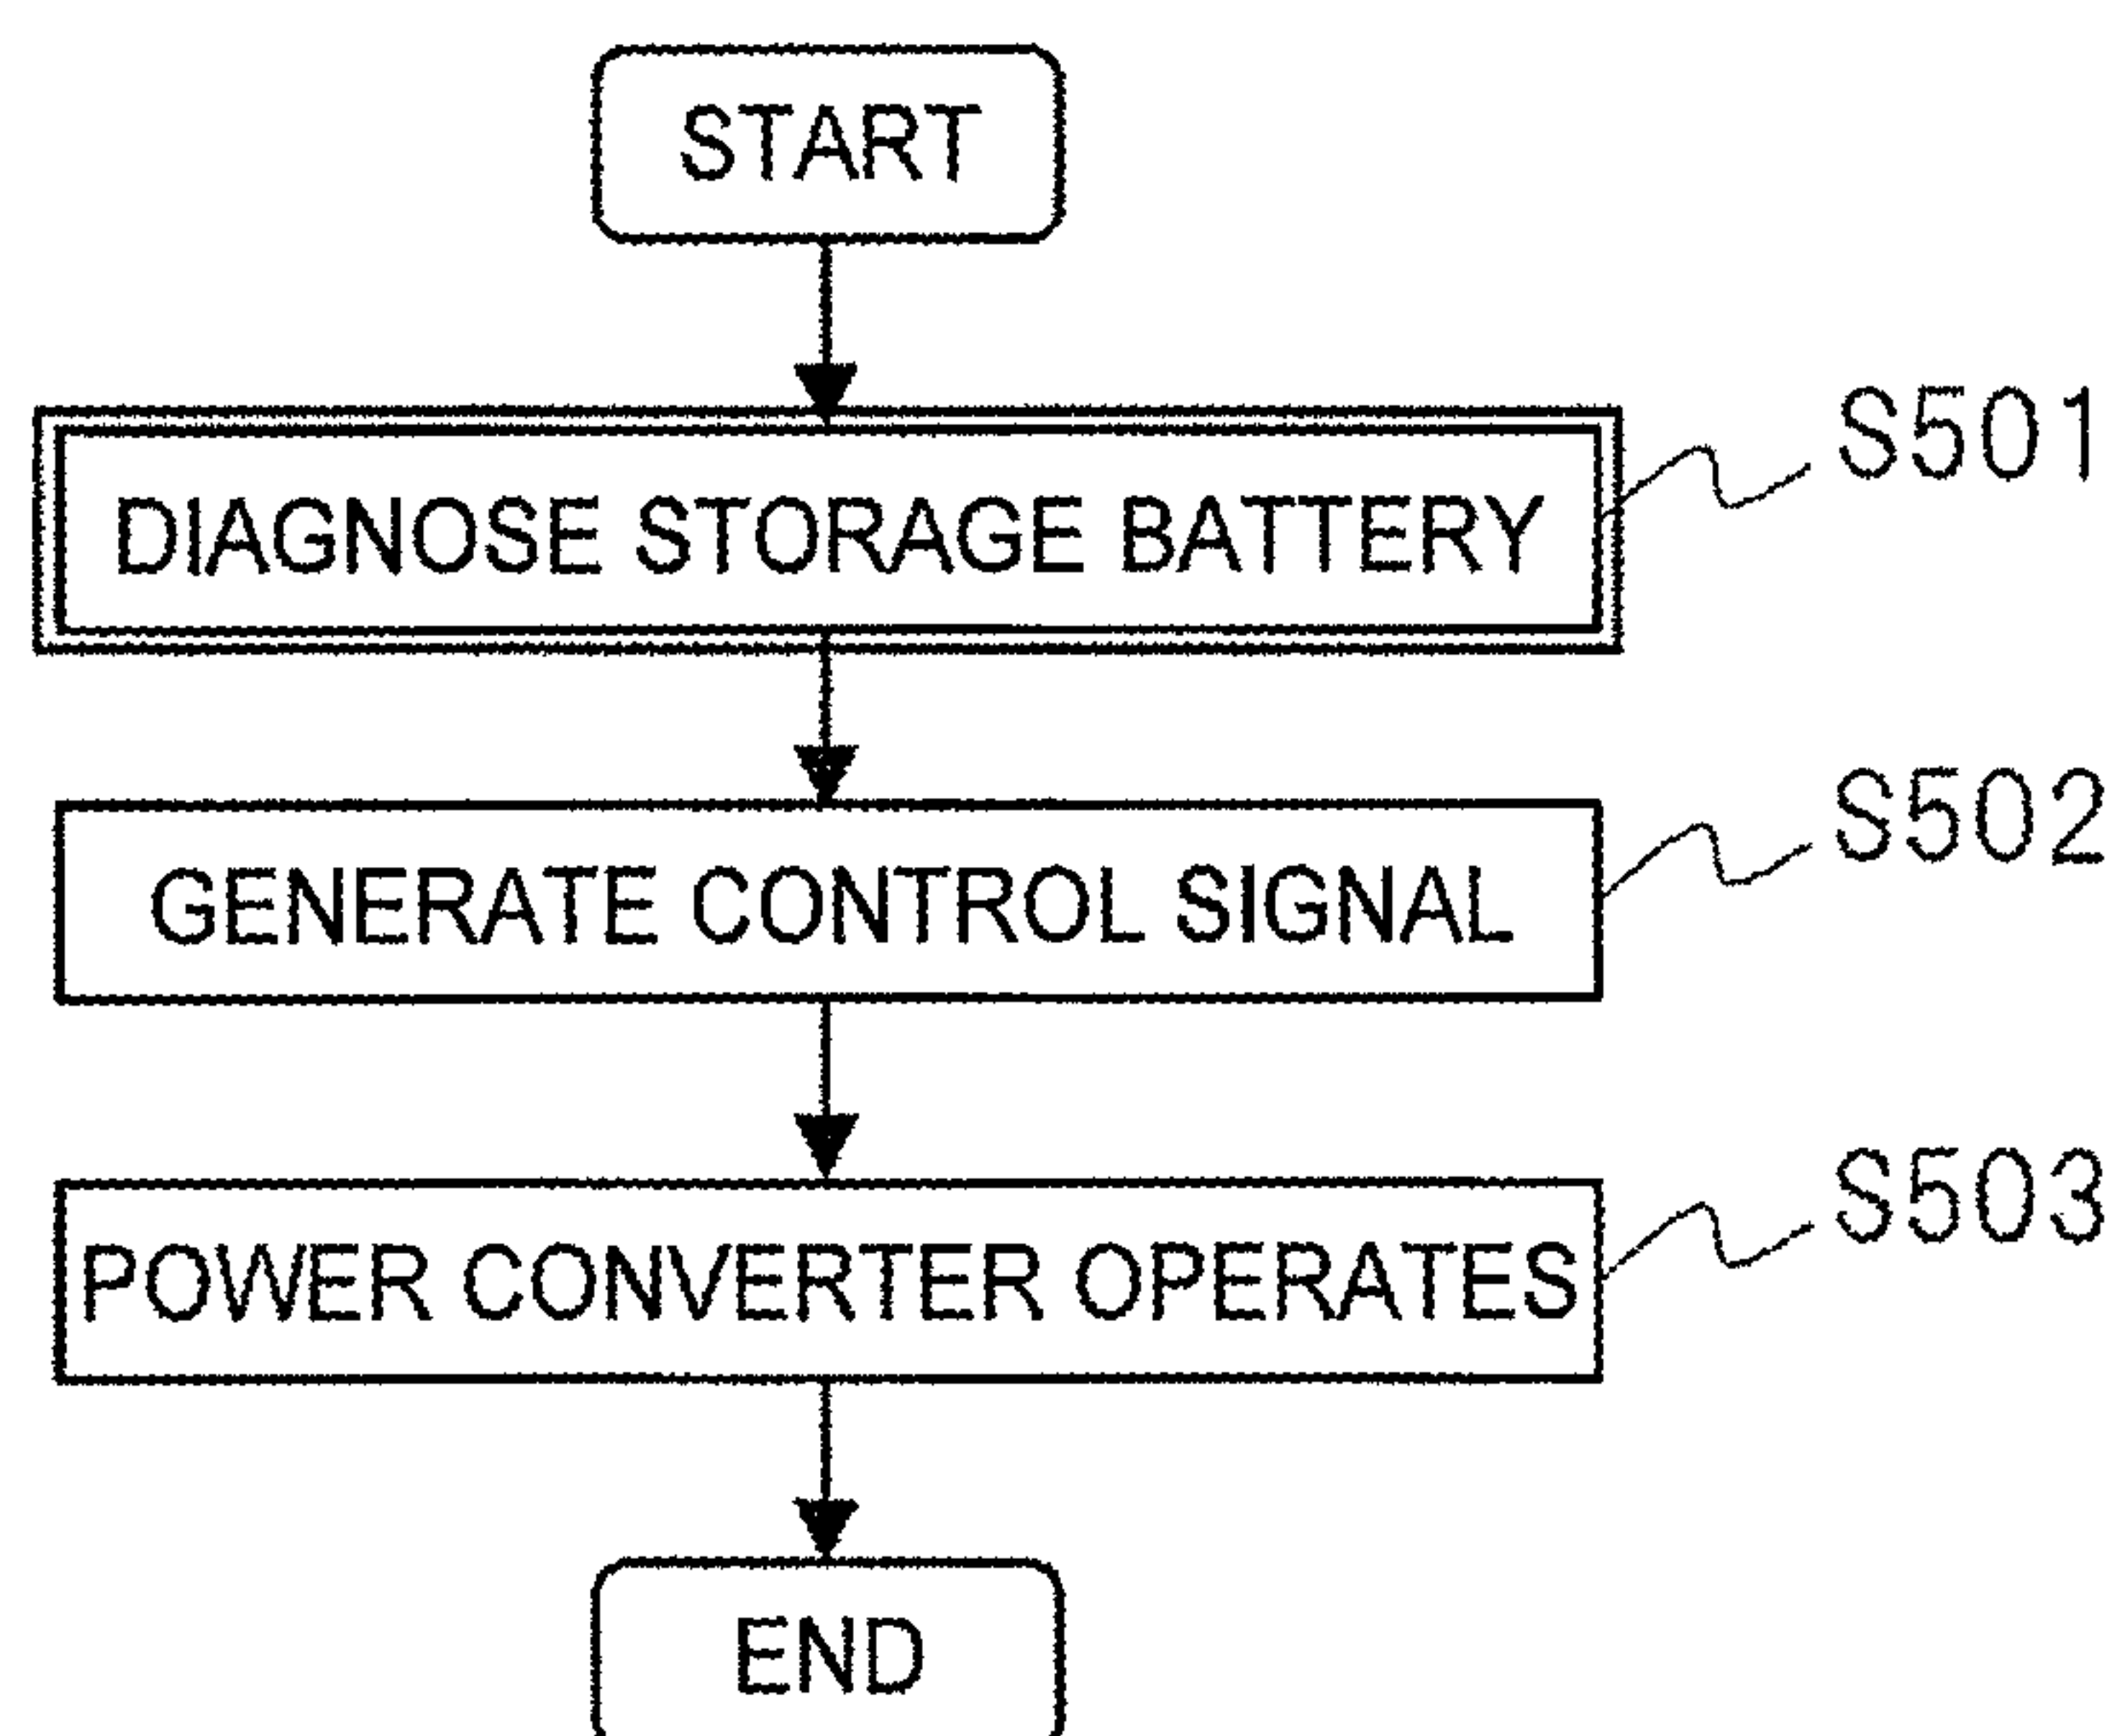 START
DIAGNOSE STORAGE BATTERY
S501
GENERATE CONTROL SIGNAL
S502
POWER CONVERTER OPERATES
S503
END